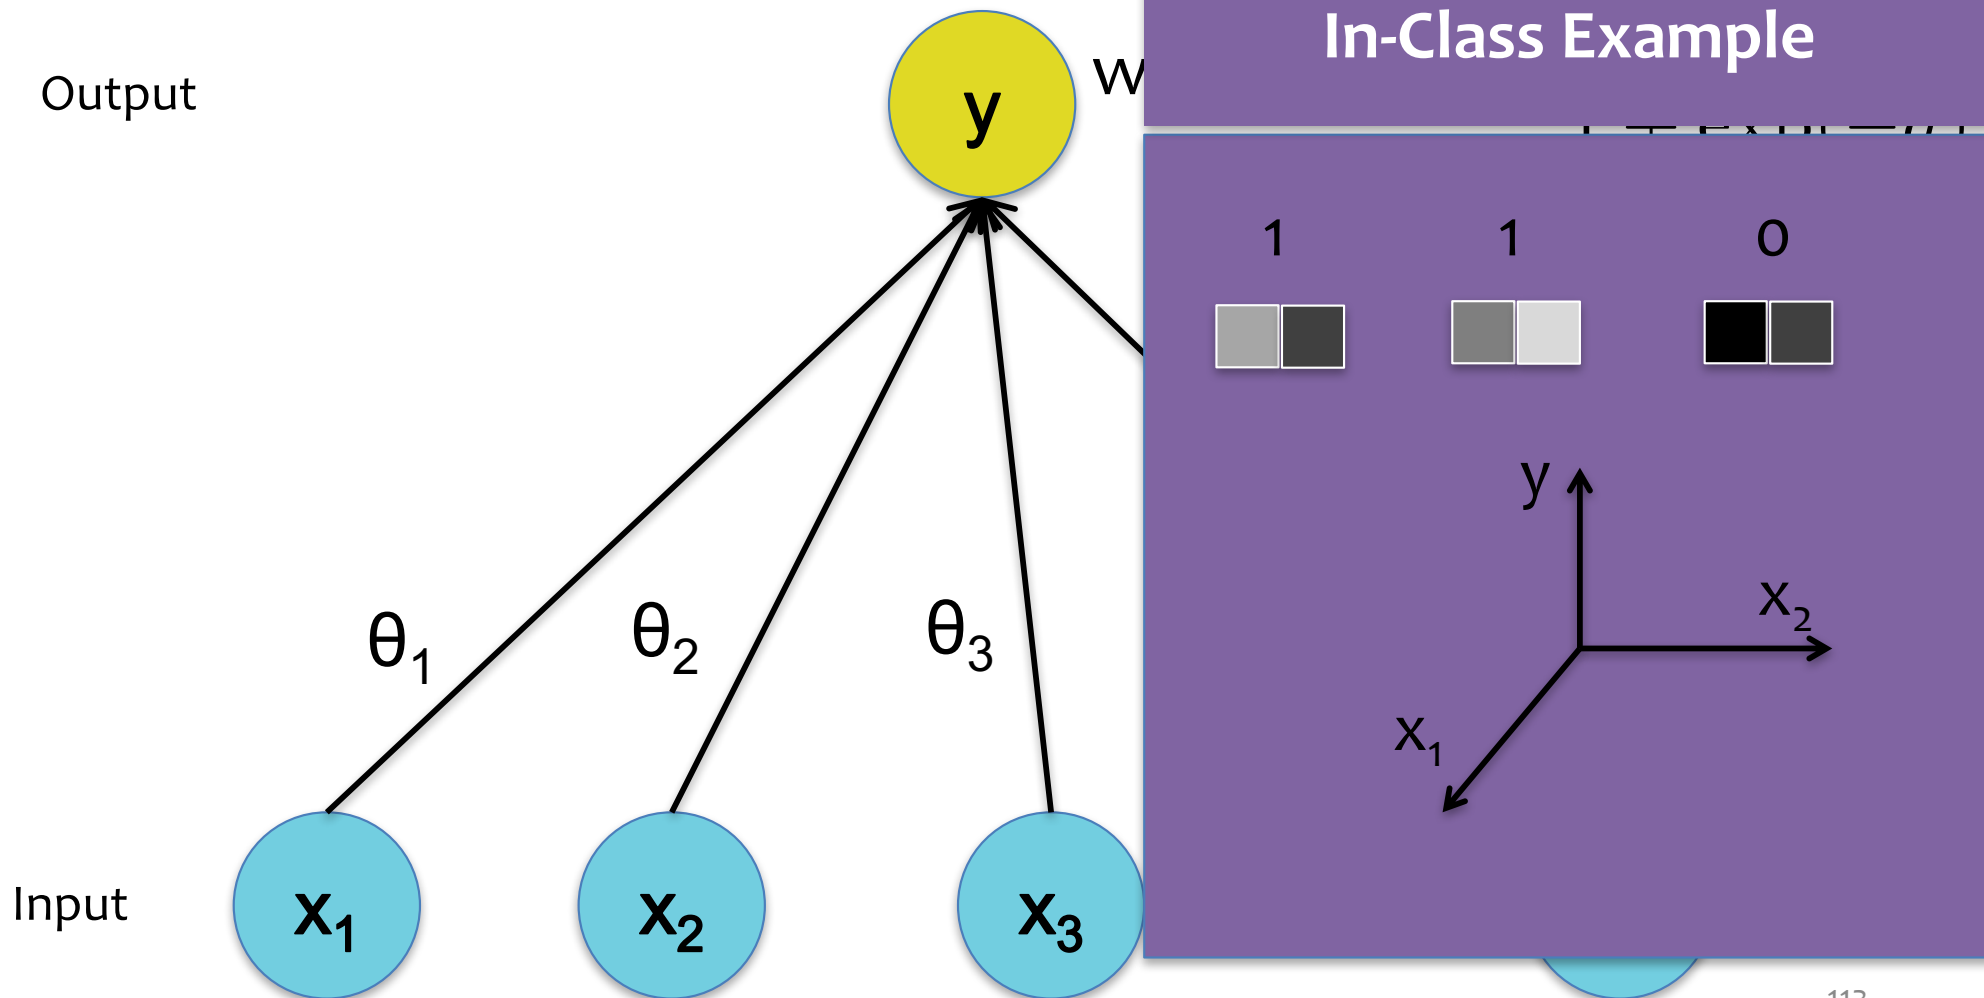 In-Class Example
Output
y
w
1 1 0
y
x₂
θ₁ θ₂ θ₃
x₁
Input
x₁ x₂ x₃